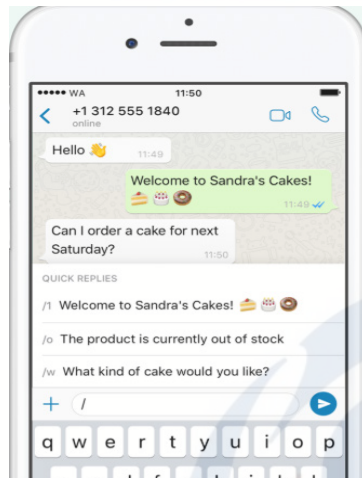 WA 11:50
+1 312 555 1840
online
Hello 👋
11:49
Welcome to Sandra's Cakes!
🍰 🎂 🍩
11:49
Can I order a cake for next
Saturday?
11:50
QUICK REPLIES
/1 Welcome to Sandra's Cakes! 🍰 🎂 🍩
/o The product is currently out of stock
/w What kind of cake would you like?
/
q w e r t y u i o p